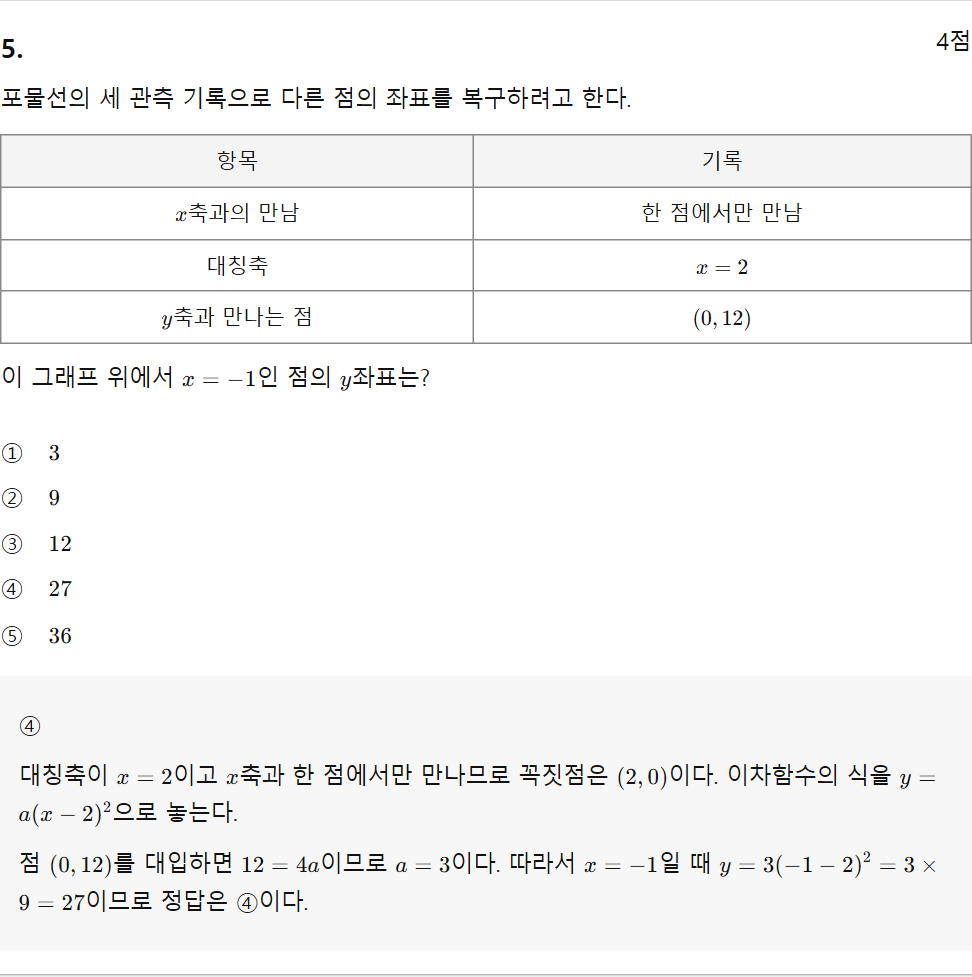 5.
4점
포물선의 세 관측 기록으로 다른 점의 좌표를 복구하려고 한다.
항목 기록
x축과의 만남 한 점에서만 만남
대칭축 x = 2
y축과 만나는 점 (0, 12)
이 그래프 위에서 x = −1인 점의 y좌표는?
① 3
② 9
③ 12
④ 27
⑤ 36
④
대칭축이 x = 2이고 x축과 한 점에서만 만나므로 꼭짓점은 (2, 0)이다. 이차함수의 식을 y =
a(x − 2)²으로 놓는다.
점 (0, 12)를 대입하면 12 = 4a이므로 a = 3이다. 따라서 x = −1일 때 y = 3(−1 − 2)² = 3 ×
9 = 27이므로 정답은 ④이다.